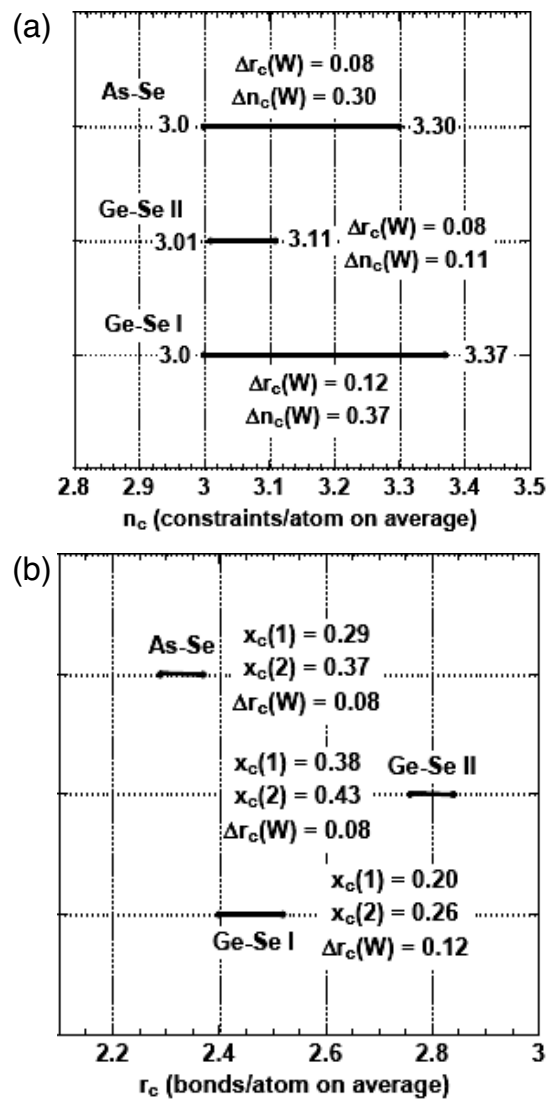 (a)
Δr_c(W) = 0.08
As-Se
Δn_c(W) = 0.30
3.0
3.30
Ge-Se II
3.01
3.11
Δr_c(W) = 0.08
Δn_c(W) = 0.11
Ge-Se I
3.0
3.37
Δr_c(W) = 0.12
Δn_c(W) = 0.37
2.8 2.9 3 3.1 3.2 3.3 3.4 3.5
n_c (constraints/atom on average)
(b)
As-Se
x_c(1) = 0.29
x_c(2) = 0.37
Δr_c(W) = 0.08
x_c(1) = 0.38
x_c(2) = 0.43
Δr_c(W) = 0.08
Ge-Se II
x_c(1) = 0.20
x_c(2) = 0.26
Δr_c(W) = 0.12
Ge-Se I
2.2 2.4 2.6 2.8 3
r_c (bonds/atom on average)